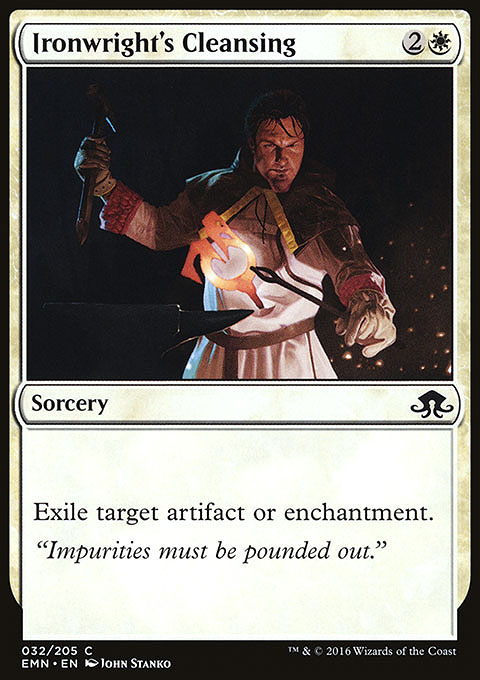 Ironwright's Cleansing 2
Sorcery
Exile target artifact or enchantment.
“Impurities must be pounded out.”
032/205 C
EMN • EN John Stanko
™ & © 2016 Wizards of the Coast